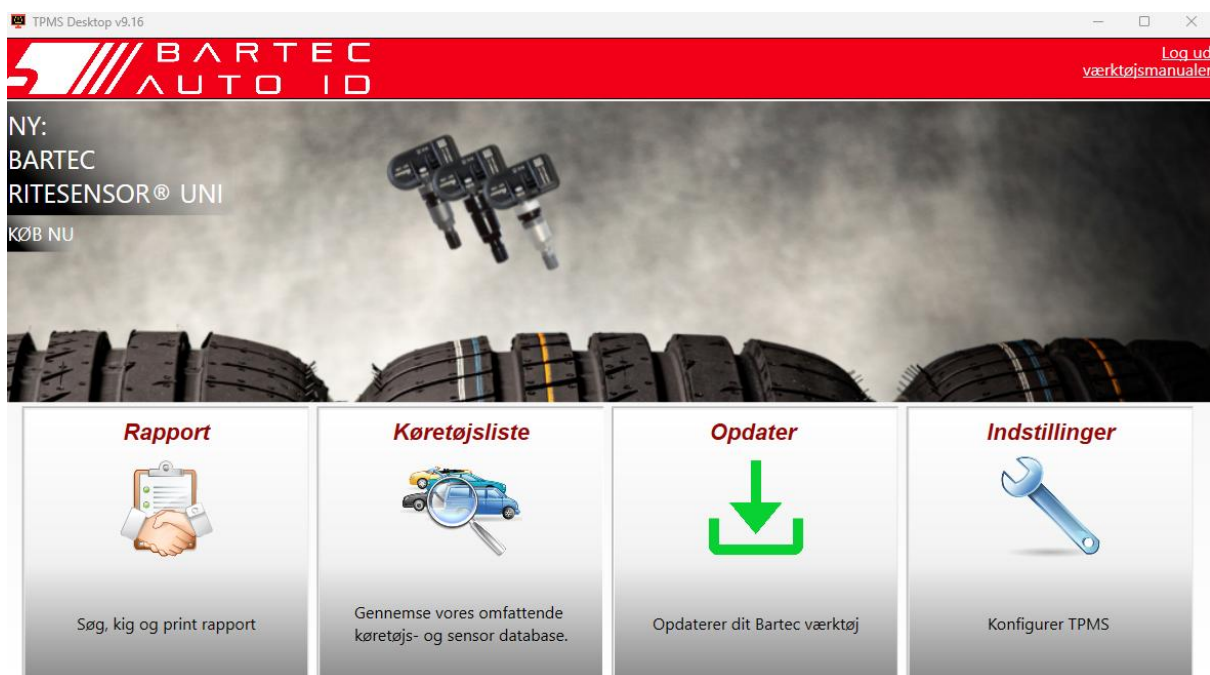 TPMS Desktop v9.16
BARTEC
AUTO ID
Log ud
værktøjsmanualer
NY:
BARTEC
RITESENSOR® UNI
KØB NU
Rapport
Søg, kig og print rapport
Køretøjsliste
Gennemse vores omfattende
køretøjs- og sensor database.
Opdater
Opdaterer dit Bartec værktøj
Indstillinger
Konfigurer TPMS